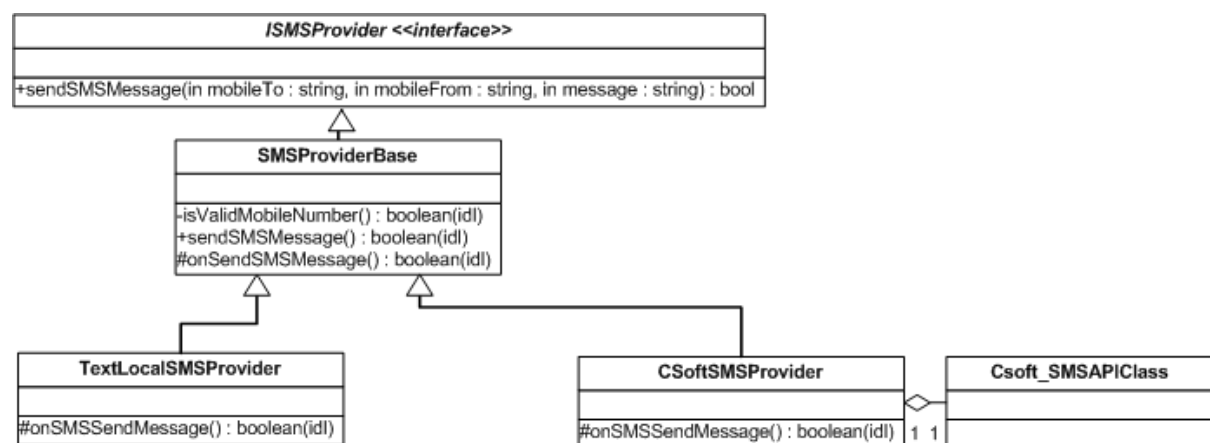 ISMSProvider <<interface>>
+sendSMSMessage(in mobileTo : string, in mobileFrom : string, in message : string) : bool
SMSProviderBase
-isValidMobileNumber() : boolean(idl)
+sendSMSMessage() : boolean(idl)
#onSendSMSMessage() : boolean(idl)
TextLocalSMSProvider
#onSMSSendMessage() : boolean(idl)
CSoftSMSProvider
#onSMSSendMessage() : boolean(idl)
1 1
Csoft_SMSAPIClass